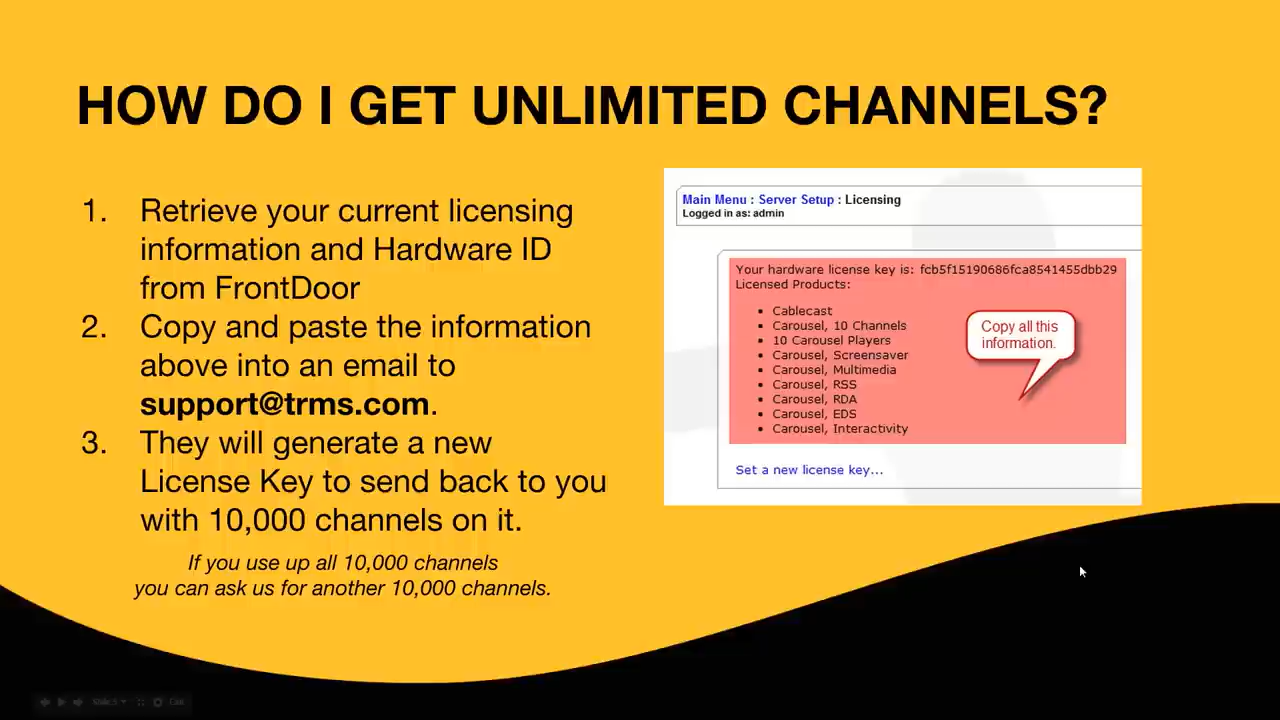 HOW DO I GET UNLIMITED CHANNELS?
1. Retrieve your current licensing
information and Hardware ID
from FrontDoor
2. Copy and paste the information
above into an email to
support@trms.com.
3. They will generate a new
License Key to send back to you
with 10,000 channels on it.
If you use up all 10,000 channels
you can ask us for another 10,000 channels.
Main Menu : Server Setup : Licensing
Logged in as: admin
Your hardware license key is: fcb5f15190686fca8541455dbb29
Licensed Products:
• Cablecast
• Carousel, 10 Channels
• 10 Carousel Players
• Carousel, Screensaver
• Carousel, Multimedia
• Carousel, RSS
• Carousel, RDA
• Carousel, EDS
• Carousel, Interactivity
Copy all this
information.
Set a new license key...